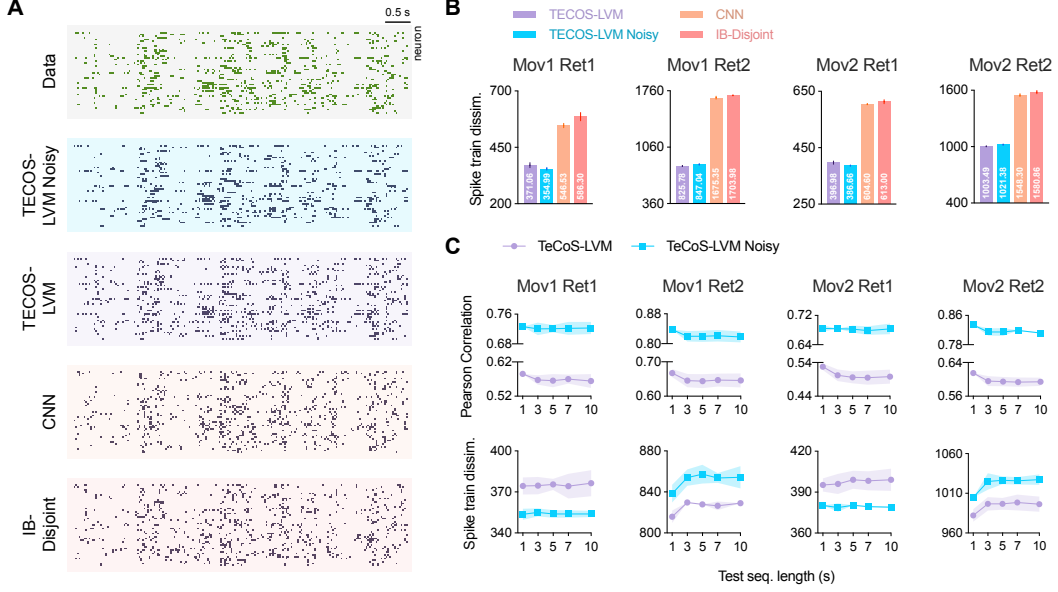 A
0.5 s
neuron
Data
TECOS-
LVM Noisy
TECOS-
LVM
CNN
IB-
Disjoint
B
TECOS-LVM
CNN
TECOS-LVM Noisy
IB-Disjoint
Mov1 Ret1
Mov1 Ret2
Mov2 Ret1
Mov2 Ret2
Spike train dissim.
700
450
200
371.06
354.99
546.53
586.30
1760
1060
360
825.78
847.04
1675.35
1703.98
650
450
250
396.98
386.66
604.60
613.00
1600
1000
400
1003.49
1021.38
1548.30
1580.86
C
TeCoS-LVM
TeCoS-LVM Noisy
Mov1 Ret1
Mov1 Ret2
Mov2 Ret1
Mov2 Ret2
Pearson Correlation
0.76
0.68
0.62
0.52
1 3 5 7 10
0.88
0.80
0.70
0.60
1 3 5 7 10
0.72
0.64
0.54
0.44
1 3 5 7 10
0.86
0.78
0.64
0.56
1 3 5 7 10
Spike train dissim.
400
370
340
1 3 5 7 10
880
840
800
1 3 5 7 10
420
390
360
1 3 5 7 10
1060
1010
960
1 3 5 7 10
Test seq. length (s)